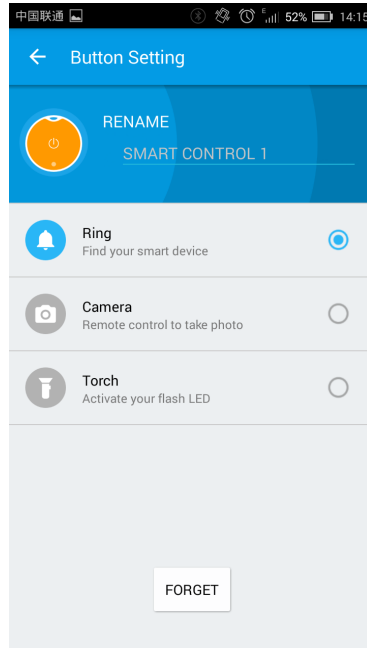 中国联通 E 52% 14:15
Button Setting
RENAME
SMART CONTROL 1
Ring
Find your smart device
Camera
Remote control to take photo
Torch
Activate your flash LED
FORGET